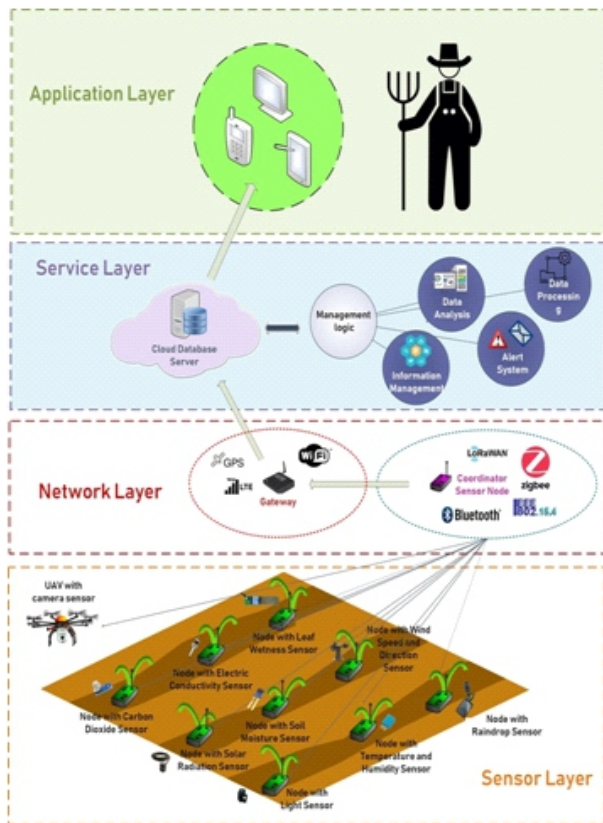 Application Layer
Service Layer
Cloud Database
Server
Management
logic
Data
Analysis
Data
Processin
g
Information
Management
Alert
System
Network Layer
GPS
WiFi
LTE
Gateway
LoRaWAN
Coordinator
Sensor Node
zigbee
Bluetooth
IEEE
802.15.4
UAV with
camera sensor
Node with Leaf
Wetness Sensor
Node with Wind
Speed and
Direction
Sensor
Node with Electric
Conductivity Sensor
Node with Carbon
Dioxide Sensor
Node with Soil
Moisture Sensor
Node with
Raindrop Sensor
Node with Solar
Radiation Sensor
Node with
Temperature and
Humidity Sensor
Node with
Light Sensor
Sensor Layer